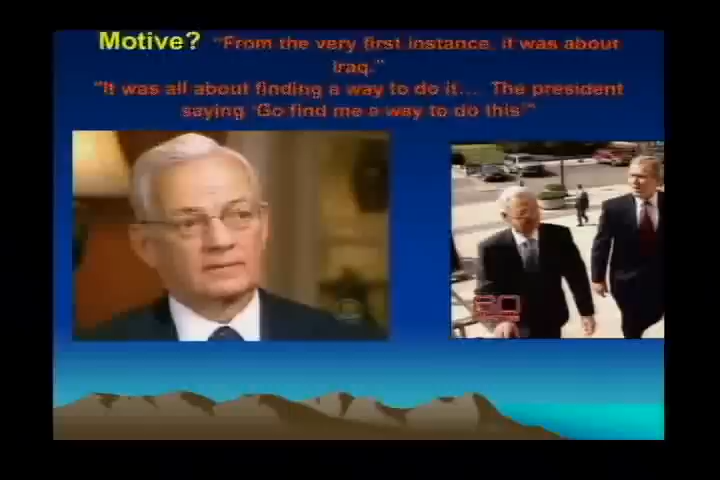 Motive? "From the very first instance, it was about
Iraq."
"It was all about finding a way to do it... The president
saying 'Go find me a way to do this'"
60